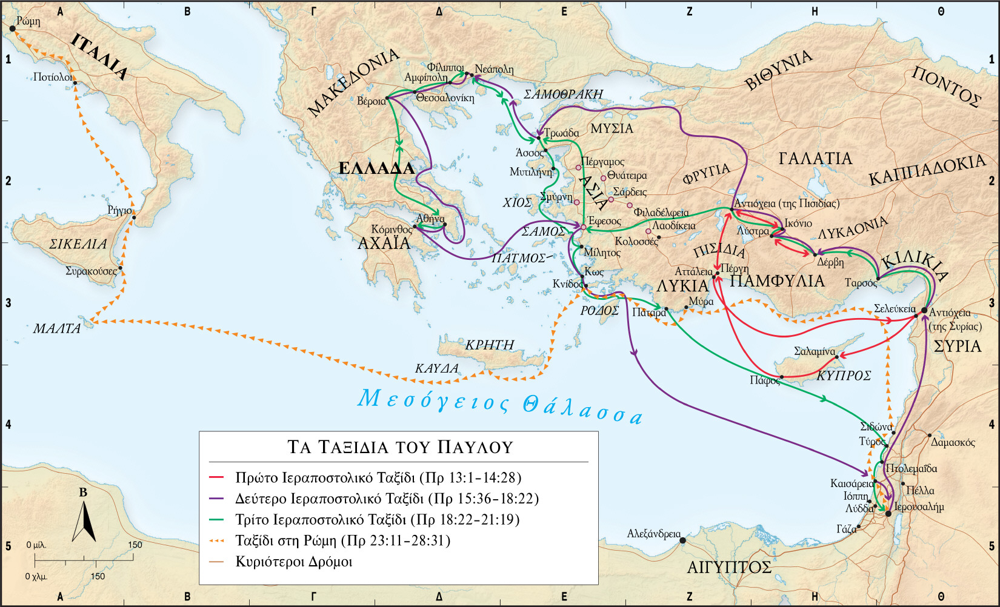 Α Β Γ Δ Ε Ζ Η Θ
1 1
2 2
3 3
4 4
5 5
Ρώμη
ΙΤΑΛΙΑ
Ποτίολοι
Ρήγιο
ΣΙΚΕΛΙΑ
Συρακούσες
ΜΑΛΤΑ
ΜΑΚΕΔΟΝΙΑ
Φίλιπποι
Νεάπολη
Αμφίπολη
Θεσσαλονίκη
Βέροια
ΣΑΜΟΘΡΑΚΗ
ΕΛΛΑΔΑ
Αθήνα
Κόρινθος
ΑΧΑΪΑ
ΒΙΘΥΝΙΑ
ΠΟΝΤΟΣ
ΜΥΣΙΑ
Τρωάδα
Άσσος
Μυτιλήνη
Πέργαμος
Θυάτειρα
ΑΣΙΑ
Σμύρνη
Σάρδεις
Φιλαδέλφεια
ΧΙΟΣ
Έφεσος
Λαοδίκεια
Κολοσσές
ΣΑΜΟΣ
Μίλητος
ΠΑΤΜΟΣ
Κως
Κνίδος
ΡΟΔΟΣ
ΦΡΥΓΙΑ
ΓΑΛΑΤΙΑ
ΚΑΠΠΑΔΟΚΙΑ
Αντιόχεια (της Πισιδίας)
Ικόνιο
Λύστρα
ΛΥΚΑΟΝΙΑ
Δέρβη
ΠΙΣΙΔΙΑ
ΚΙΛΙΚΙΑ
Ταρσός
Αττάλεια
Πέργη
ΛΥΚΙΑ
ΠΑΜΦΥΛΙΑ
Μύρα
Πάταρα
Σελεύκεια
Αντιόχεια
(της Συρίας)
ΣΥΡΙΑ
Σαλαμίνα
ΚΥΠΡΟΣ
Πάφος
ΚΡΗΤΗ
ΚΑΥΔΑ
Μεσόγειος Θάλασσα
Σιδώνα
Τύρος
Δαμασκός
Πτολεμαΐδα
Καισάρεια
Πέλλα
Ιόππη
Λύδδα
Ιερουσαλήμ
Γάζα
Αλεξάνδρεια
ΑΙΓΥΠΤΟΣ
ΤΑ ΤΑΞΙΔΙΑ ΤΟΥ ΠΑΥΛΟΥ
Πρώτο Ιεραποστολικό Ταξίδι (Πρ 13:1-14:28)
Δεύτερο Ιεραποστολικό Ταξίδι (Πρ 15:36-18:22)
Τρίτο Ιεραποστολικό Ταξίδι (Πρ 18:22-21:19)
Ταξίδι στη Ρώμη (Πρ 23:11-28:31)
Κυριότεροι Δρόμοι
Β
0 μίλ. 150
0 χλμ. 150
Α Β Γ Δ Ε Ζ Η Θ